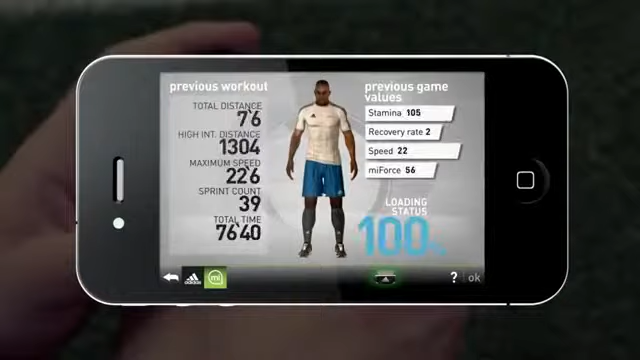 previous workout
TOTAL DISTANCE
7'6
HIGH INT. DISTANCE
1304
MAXIMUM SPEED
22'6
SPRINT COUNT
39
TOTAL TIME
76'40
previous game
values
Stamina 105
Recovery rate 2
Speed 22
miForce 56
LOADING
STATUS
100%
adidas
mi
? ok